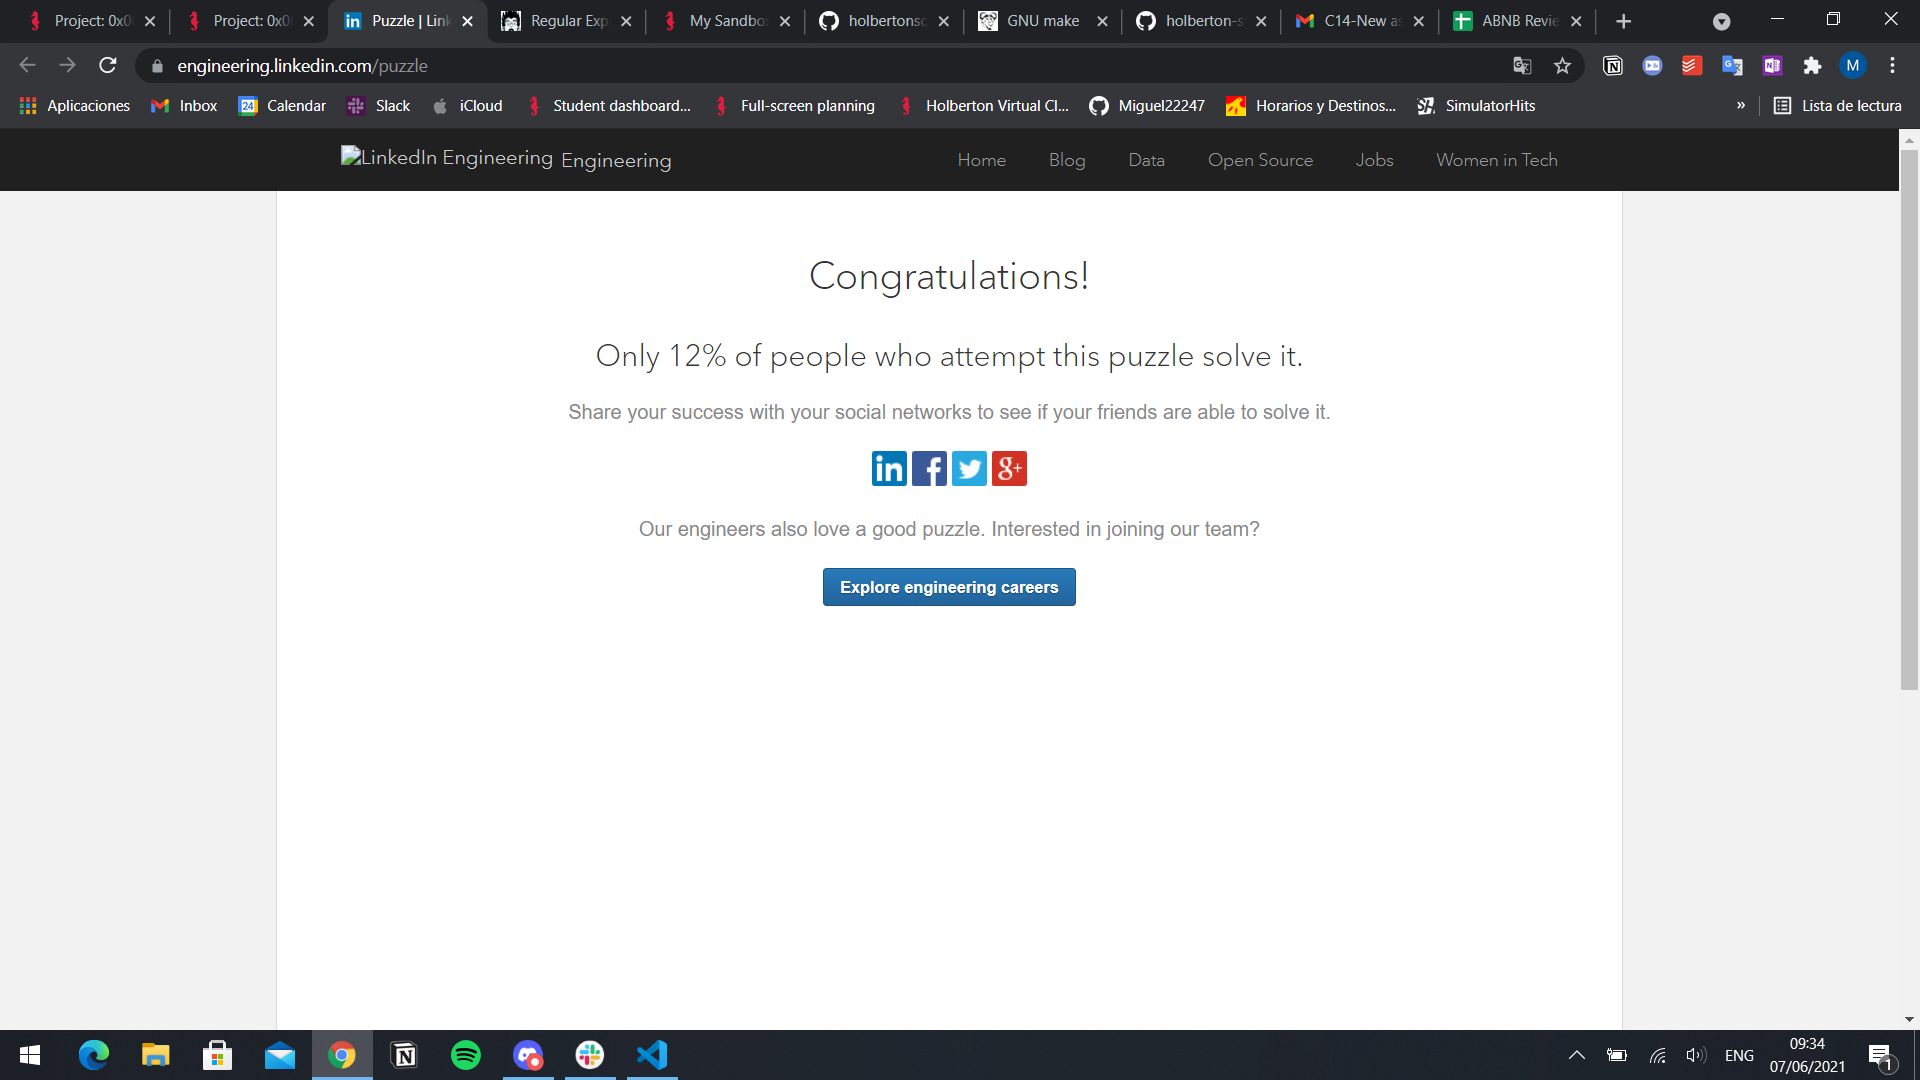 Project: 0x0
Project: 0x0
Puzzle | Link
Regular Exp
My Sandbo
holbertonsc
GNU make
holberton-s
C14-New as
ABNB Revie
engineering.linkedin.com/puzzle
M
Aplicaciones
Inbox
24 Calendar
Slack
iCloud
Student dashboard...
Full-screen planning
Holberton Virtual Cl...
Miguel22247
Horarios y Destinos...
SimulatorHits
»
Lista de lectura
LinkedIn Engineering Engineering
Home
Blog
Data
Open Source
Jobs
Women in Tech
Congratulations!
Only 12% of people who attempt this puzzle solve it.
Share your success with your social networks to see if your friends are able to solve it.
in f g+
Our engineers also love a good puzzle. Interested in joining our team?
Explore engineering careers
ENG
09:34
07/06/2021
1